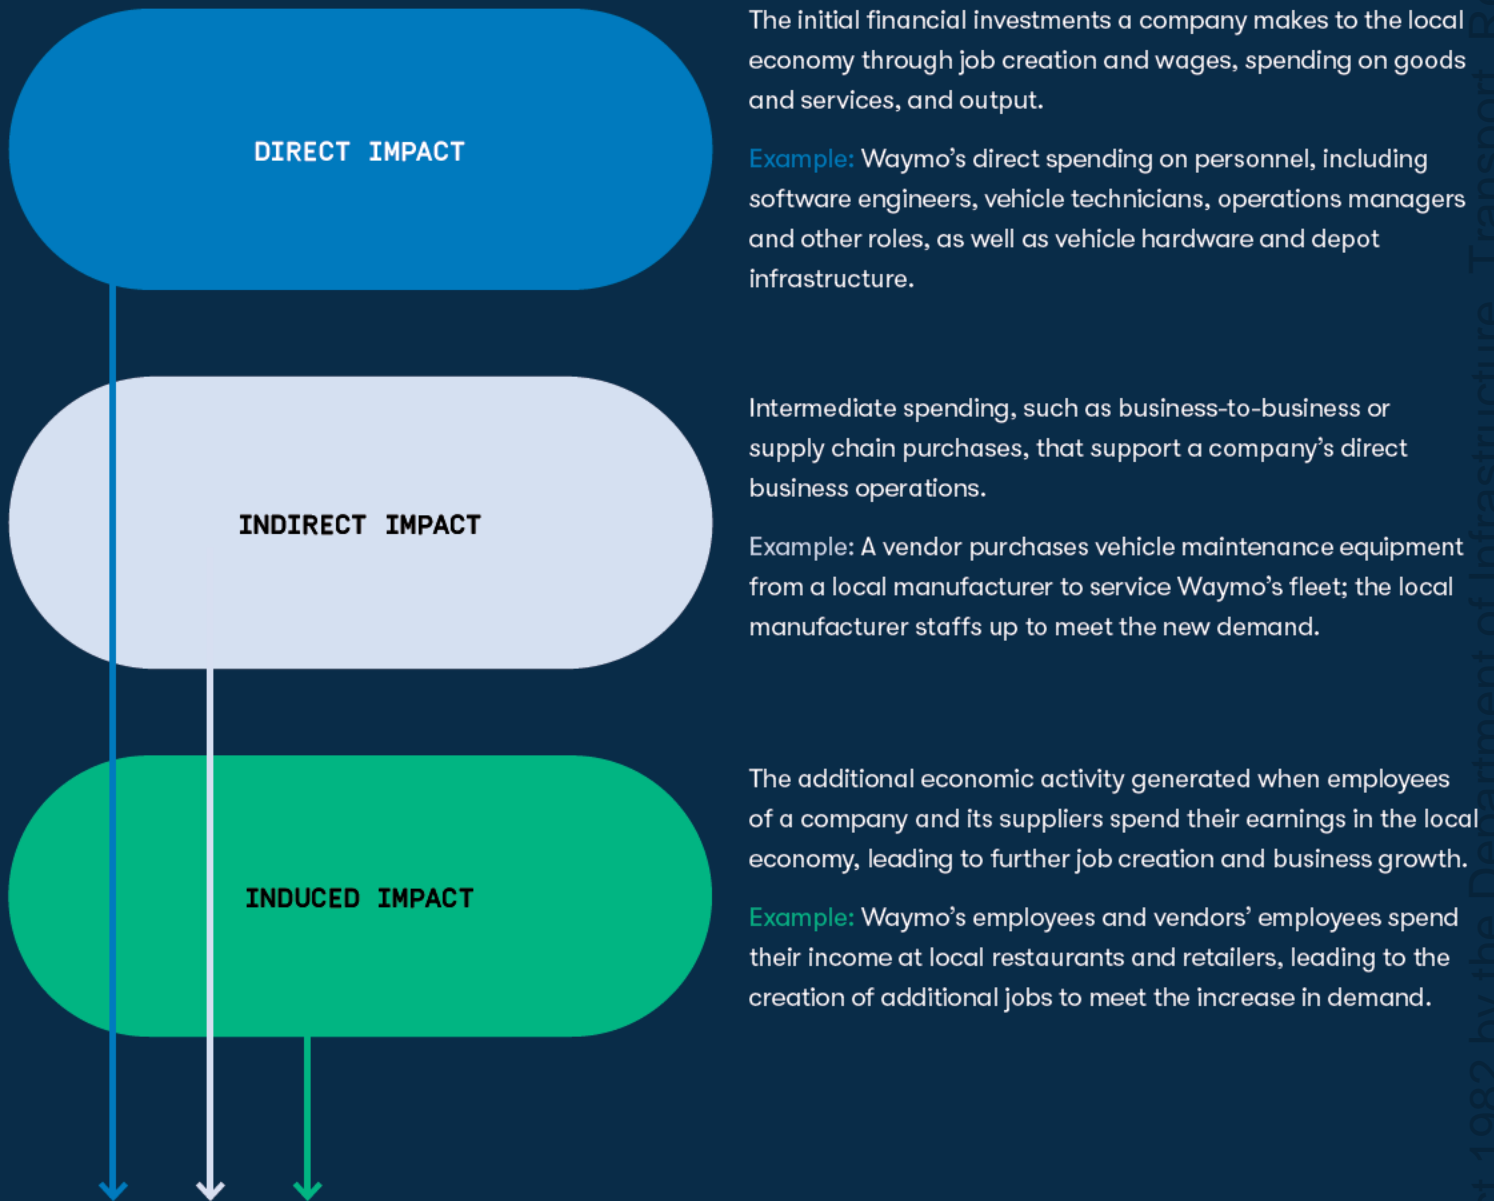 DIRECT IMPACT
The initial financial investments a company makes to the local
economy through job creation and wages, spending on goods
and services, and output.
Example: Waymo’s direct spending on personnel, including
software engineers, vehicle technicians, operations managers
and other roles, as well as vehicle hardware and depot
infrastructure.
INDIRECT IMPACT
Intermediate spending, such as business-to-business or
supply chain purchases, that support a company’s direct
business operations.
Example: A vendor purchases vehicle maintenance equipment
from a local manufacturer to service Waymo’s fleet; the local
manufacturer staffs up to meet the new demand.
INDUCED IMPACT
The additional economic activity generated when employees
of a company and its suppliers spend their earnings in the local
economy, leading to further job creation and business growth.
Example: Waymo’s employees and vendors’ employees spend
their income at local restaurants and retailers, leading to the
creation of additional jobs to meet the increase in demand.
1982 by the Department of Infrastructure, Transport,